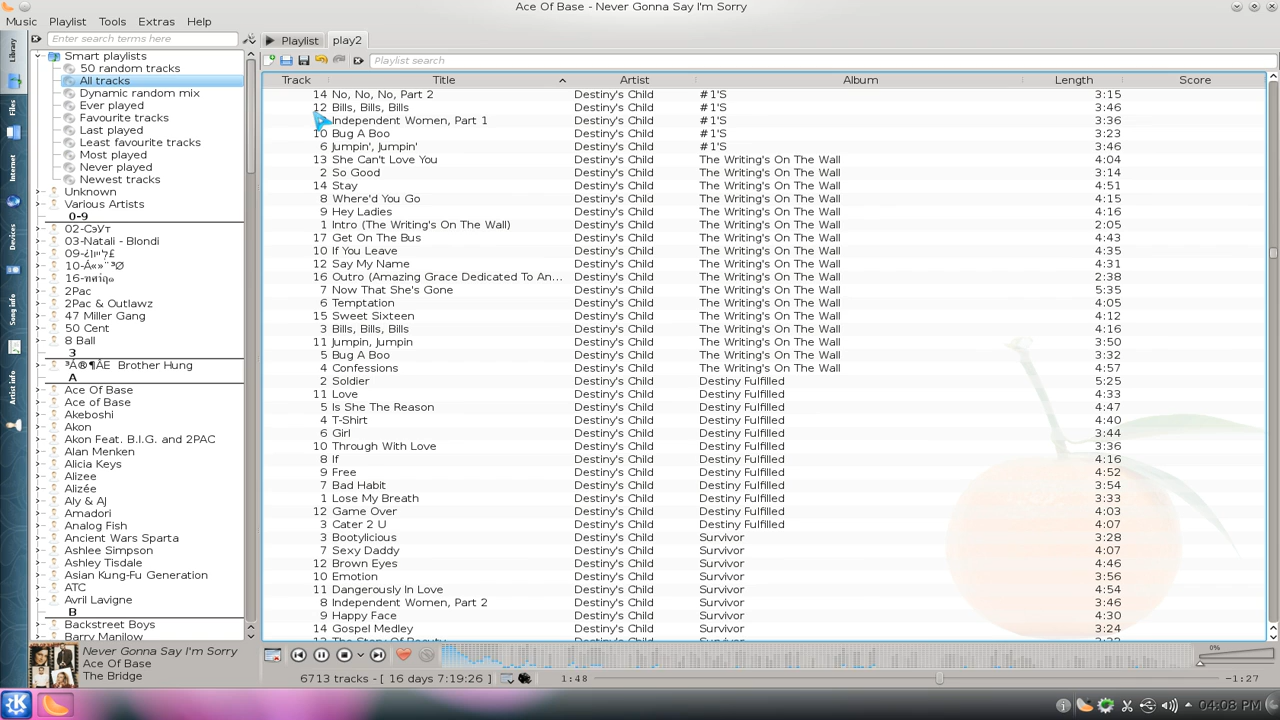 Ace Of Base - Never Gonna Say I'm Sorry
Music Playlist Tools Extras Help
Library
Files
Internet
Devices
Song info
Artist info
Enter search terms here
Smart playlists
50 random tracks
All tracks
Dynamic random mix
Ever played
Favourite tracks
Last played
Least favourite tracks
Most played
Never played
Newest tracks
Unknown
Various Artists
0-9
02-СэУт
03-Natali - Blondi
2Pac
2Pac & Outlawz
47 Miller Gang
50 Cent
8 Ball
3
Brother Hung
A
Ace Of Base
Ace of Base
Akeboshi
Akon
Akon Feat. B.I.G. and 2PAC
Alan Menken
Alicia Keys
Alizee
Alizée
Aly & Aj
Amadori
Analog Fish
Ancient Wars Sparta
Ashlee Simpson
Ashley Tisdale
Asian Kung-Fu Generation
ATC
Avril Lavigne
B
Backstreet Boys
Barry Manilow
Playlist play2
Playlist search
Track Title Artist Album Length Score
14 No, No, No, Part 2 Destiny's Child #1'S 3:15
12 Bills, Bills, Bills Destiny's Child #1'S 3:46
Independent Women, Part 1 Destiny's Child #1'S 3:36
10 Bug A Boo Destiny's Child #1'S 3:23
6 Jumpin', Jumpin' Destiny's Child #1'S 3:46
13 She Can't Love You Destiny's Child The Writing's On The Wall 4:04
2 So Good Destiny's Child The Writing's On The Wall 3:14
14 Stay Destiny's Child The Writing's On The Wall 4:51
8 Where'd You Go Destiny's Child The Writing's On The Wall 4:15
9 Hey Ladies Destiny's Child The Writing's On The Wall 4:16
1 Intro (The Writing's On The Wall) Destiny's Child The Writing's On The Wall 2:05
17 Get On The Bus Destiny's Child The Writing's On The Wall 4:43
10 If You Leave Destiny's Child The Writing's On The Wall 4:35
12 Say My Name Destiny's Child The Writing's On The Wall 4:31
16 Outro (Amazing Grace Dedicated To An... Destiny's Child The Writing's On The Wall 2:38
7 Now That She's Gone Destiny's Child The Writing's On The Wall 5:35
6 Temptation Destiny's Child The Writing's On The Wall 4:05
15 Sweet Sixteen Destiny's Child The Writing's On The Wall 4:12
3 Bills, Bills, Bills Destiny's Child The Writing's On The Wall 4:16
11 Jumpin, Jumpin Destiny's Child The Writing's On The Wall 3:50
5 Bug A Boo Destiny's Child The Writing's On The Wall 3:32
4 Confessions Destiny's Child The Writing's On The Wall 4:57
2 Soldier Destiny's Child Destiny Fulfilled 5:25
11 Love Destiny's Child Destiny Fulfilled 4:33
5 Is She The Reason Destiny's Child Destiny Fulfilled 4:47
4 T-Shirt Destiny's Child Destiny Fulfilled 4:40
6 Girl Destiny's Child Destiny Fulfilled 3:44
10 Through With Love Destiny's Child Destiny Fulfilled 3:36
8 If Destiny's Child Destiny Fulfilled 4:16
9 Free Destiny's Child Destiny Fulfilled 4:52
7 Bad Habit Destiny's Child Destiny Fulfilled 3:54
1 Lose My Breath Destiny's Child Destiny Fulfilled 3:33
12 Game Over Destiny's Child Destiny Fulfilled 4:03
3 Cater 2 U Destiny's Child Destiny Fulfilled 4:07
3 Bootylicious Destiny's Child Survivor 3:28
7 Sexy Daddy Destiny's Child Survivor 4:07
12 Brown Eyes Destiny's Child Survivor 4:46
10 Emotion Destiny's Child Survivor 3:56
11 Dangerously In Love Destiny's Child Survivor 4:54
8 Independent Women, Part 2 Destiny's Child Survivor 3:46
9 Happy Face Destiny's Child Survivor 4:30
14 Gospel Medley Destiny's Child Survivor 3:24
Never Gonna Say I'm Sorry
Ace Of Base
The Bridge
0%
6713 tracks - [ 16 days 7:19:26 ]
1:48
-1:27
04:08 PM